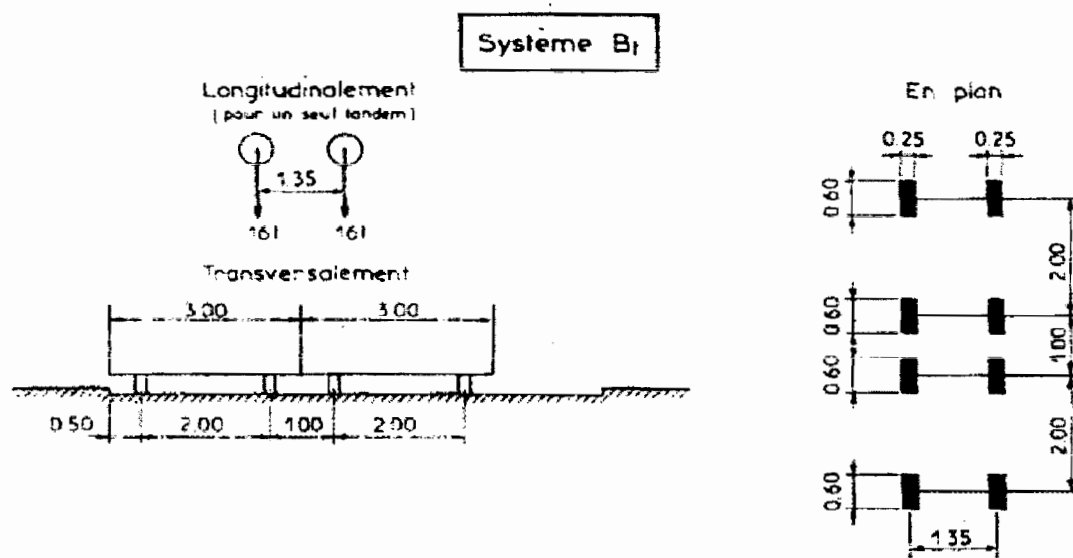 Système Bt
Longitudinalement
(pour un seul tandem)
1.35
16t 16t
Transversalement
3.00 3.00
0.50 2.00 1.00 2.00
En plan
0.25 0.25
0.60
2.00
0.60
1.00
0.60
2.00
0.60
1.35